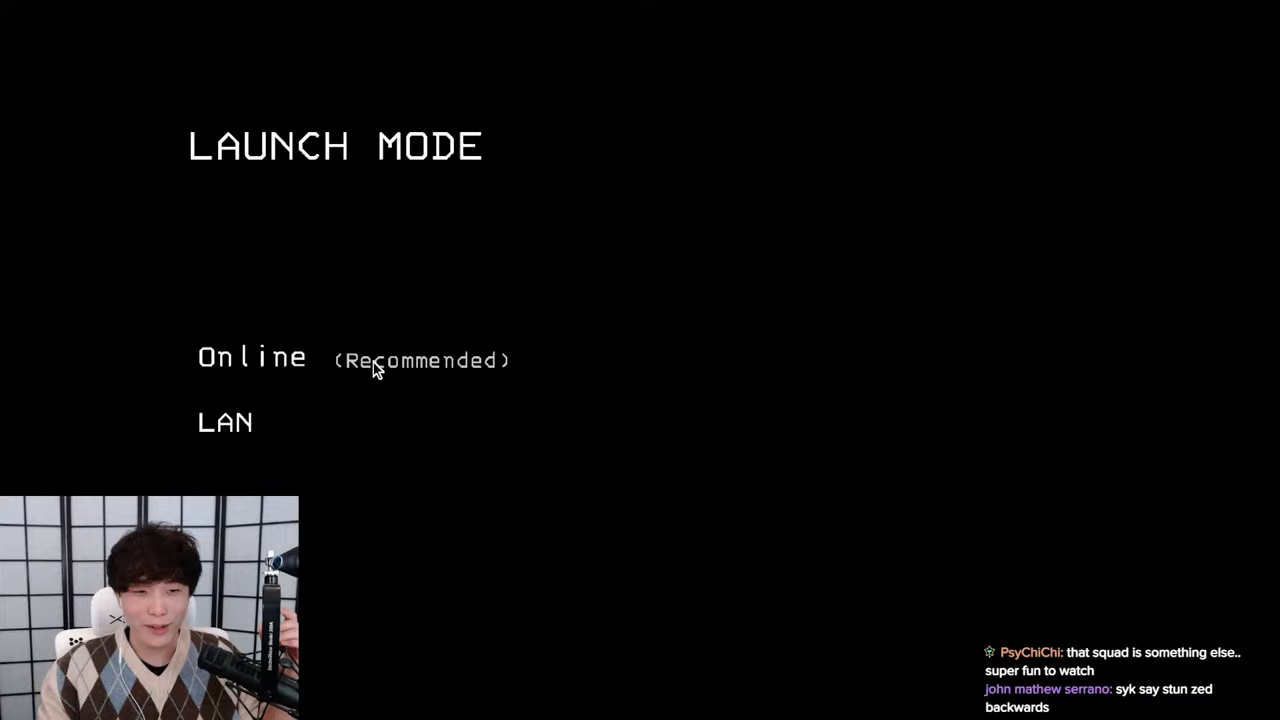 LAUNCH MODE
Online (Recommended)
LAN
PsyChiChi: that squad is something else..
super fun to watch
john mathew serrano: syk say stun zed
backwards